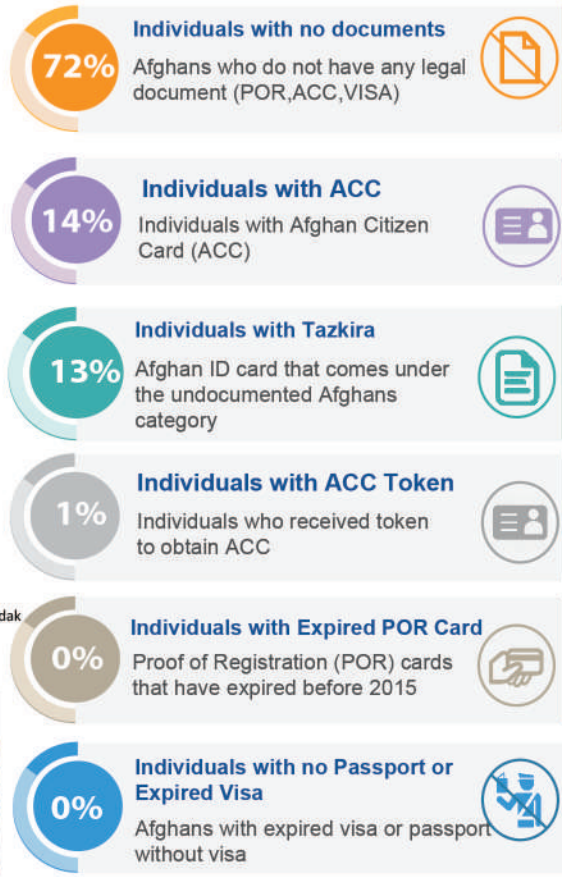 72%
Individuals with no documents
Afghans who do not have any legal
document (POR,ACC,VISA)
14%
Individuals with ACC
Individuals with Afghan Citizen
Card (ACC)
13%
Individuals with Tazkira
Afghan ID card that comes under
the undocumented Afghans
category
1%
Individuals with ACC Token
Individuals who received token
to obtain ACC
dak
0%
Individuals with Expired POR Card
Proof of Registration (POR) cards
that have expired before 2015
0%
Individuals with no Passport or
Expired Visa
Afghans with expired visa or passport
without visa